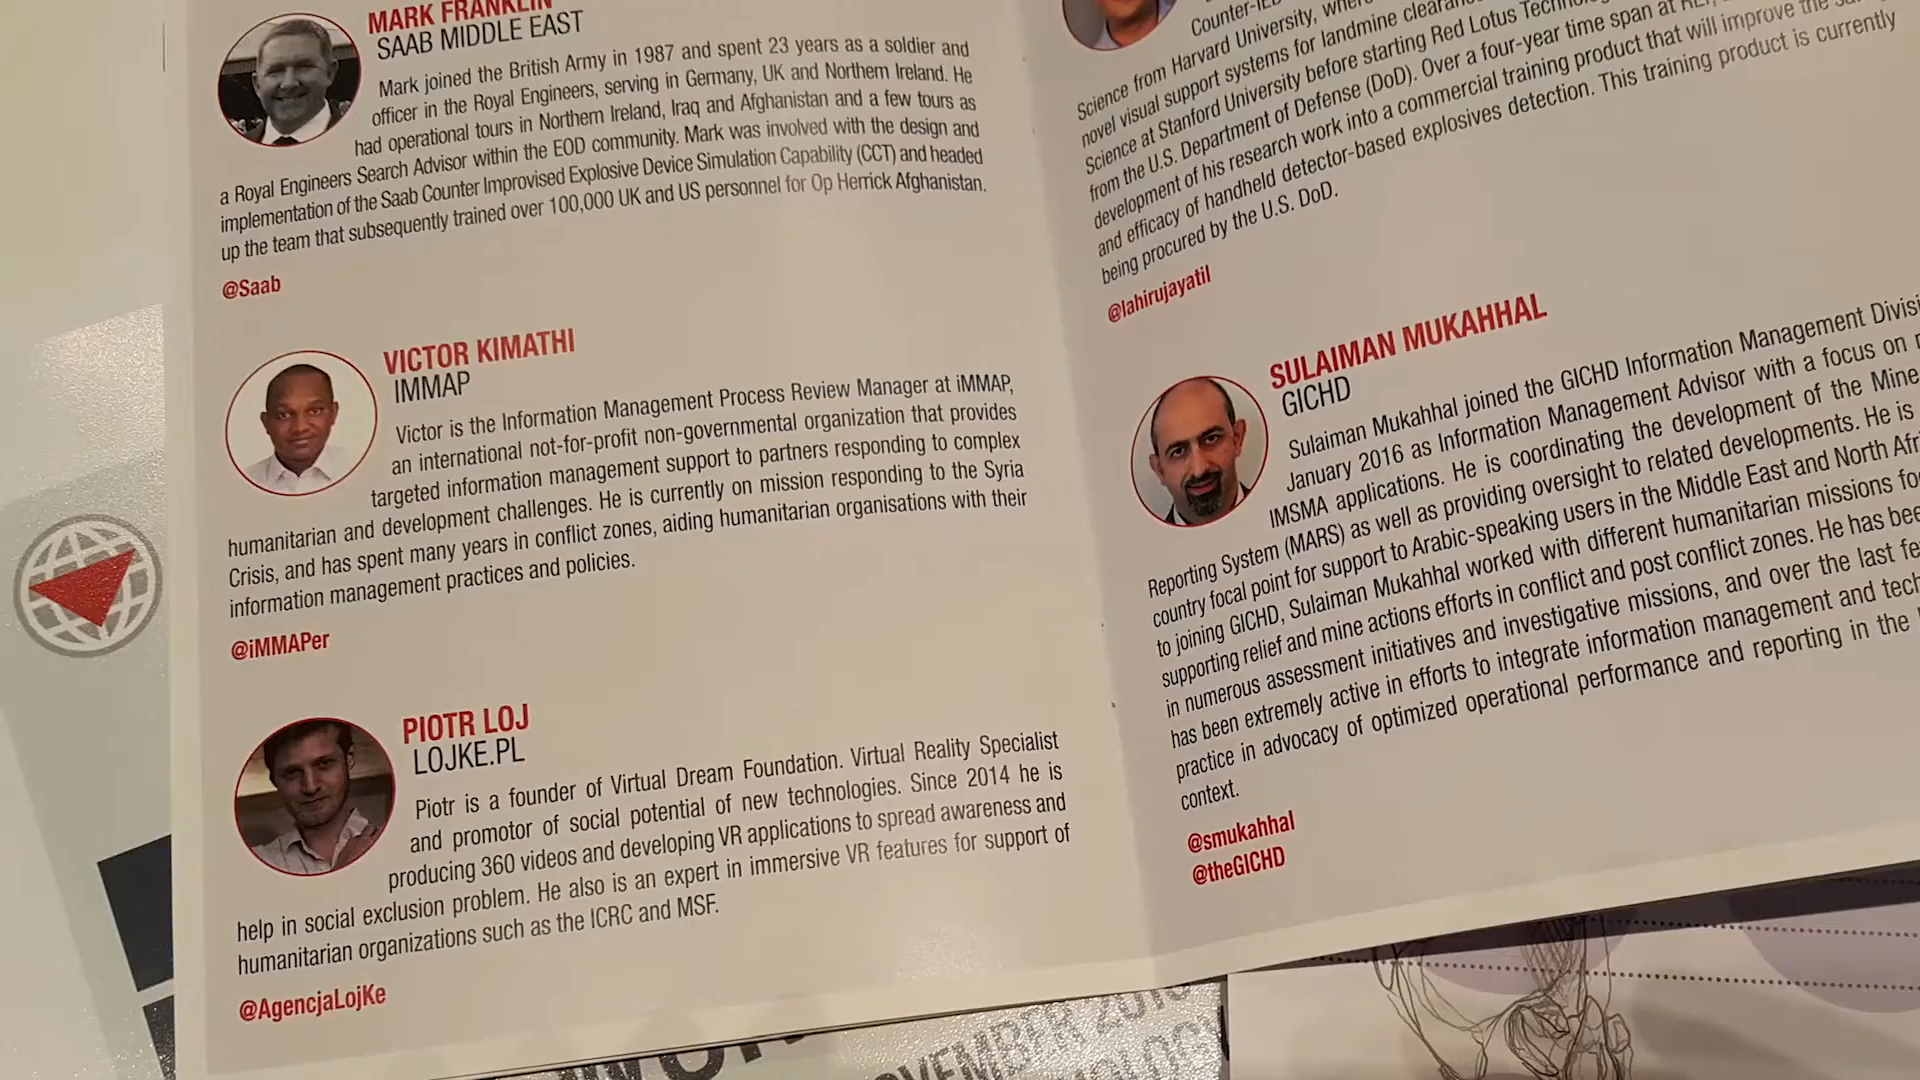 MARK FRANKLIN
SAAB MIDDLE EAST
Mark joined the British Army in 1987 and spent 23 years as a soldier and
officer in the Royal Engineers, serving in Germany, UK and Northern Ireland. He
had operational tours in Northern Ireland, Iraq and Afghanistan and a few tours as
a Royal Engineers Search Advisor within the EOD community. Mark was involved with the design and
implementation of the Saab Counter Improvised Explosive Device Simulation Capability (CCT) and headed
up the team that subsequently trained over 100,000 UK and US personnel for Op Herrick Afghanistan.
@Saab
VICTOR KIMATHI
IMMAP
Victor is the Information Management Process Review Manager at iMMAP,
an international not-for-profit non-governmental organization that provides
targeted information management support to partners responding to complex
humanitarian and development challenges. He is currently on mission responding to the Syria
Crisis, and has spent many years in conflict zones, aiding humanitarian organisations with their
information management practices and policies.
@iMMAPer
PIOTR LOJ
LOJKE.PL
Piotr is a founder of Virtual Dream Foundation. Virtual Reality Specialist
and promotor of social potential of new technologies. Since 2014 he is
producing 360 videos and developing VR applications to spread awareness and
help in social exclusion problem. He also is an expert in immersive VR features for support of
humanitarian organizations such as the ICRC and MSF.
@AgencjaLojKe
Counter-IED
Science from Harvard University, where
novel visual support systems for landmine clearance
Science at Stanford University before starting Red Lotus
from the U.S. Department of Defense (DoD). Over a four-year time span at
development of his research work into a commercial training product that will improve the
and efficacy of handheld detector-based explosives detection. This training product is currently
being procured by the U.S. DoD.
@lahirujayatil
SULAIMAN MUKAHHAL
GICHD
Sulaiman Mukahhal joined the GICHD Information Management
January 2016 as Information Management Advisor with a focus on
IMSMA applications. He is coordinating the development of the Mine
Reporting System (MARS) as well as providing oversight to related developments. He is
country focal point for support to Arabic-speaking users in the Middle East and North
to joining GICHD, Sulaiman Mukahhal worked with different humanitarian missions
supporting relief and mine actions efforts in conflict and post conflict zones. He has
in numerous assessment initiatives and investigative missions, and over the last
has been extremely active in efforts to integrate information management and
practice in advocacy of optimized operational performance and reporting in the
context.
@smukahhal
@theGICHD